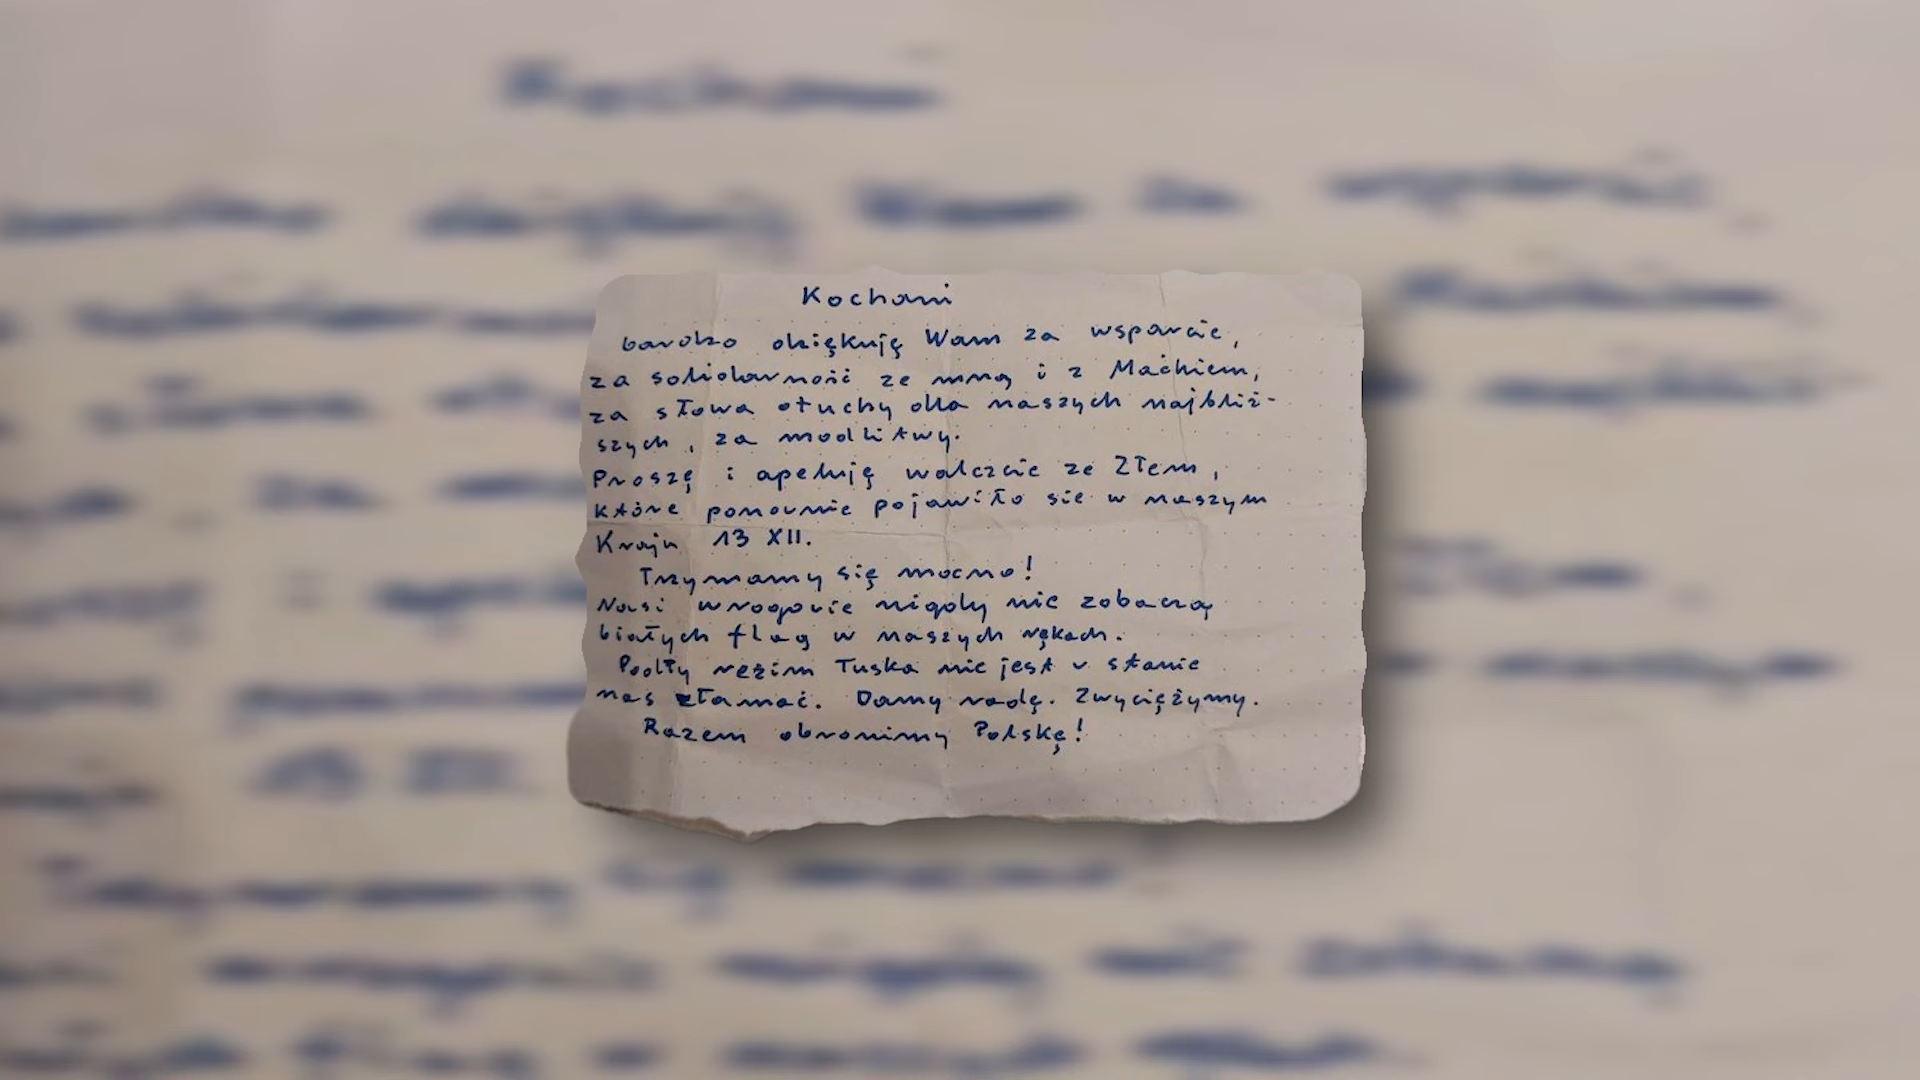 Kochani
bardzo dziękuję Wam za wsparcie,
za solidarność ze mną i z Maćkiem,
za słowa otuchy dla naszych najbliż-
szych, za modlitwy.
Proszę i apeluję walczcie ze Złem,
które ponownie pojawiło się w naszym
Kraju 13 XII.
Trzymamy się mocno!
Nasi wrogowie nigdy nie zobaczą
białych flag w naszych rękach.
Podły reżim Tuska nie jest w stanie
nas złamać. Damy radę. Zwyciężymy.
Razem obronimy Polskę!